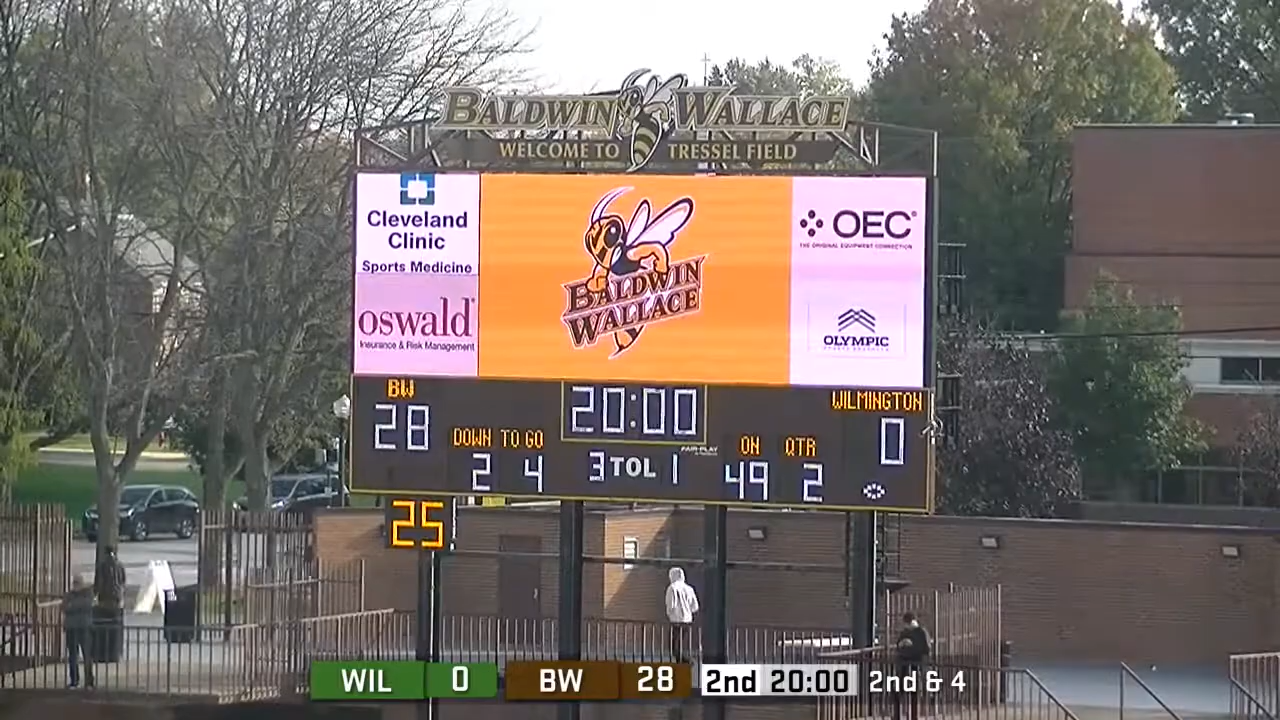 BALDWIN WALLACE
WELCOME TO TRESSEL FIELD
Cleveland
Clinic
Sports Medicine
oswald
Insurance & Risk Management
BALDWIN
WALLACE
OEC
THE ORIGINAL EQUIPMENT CONNECTION
OLYMPIC
BW 20:00 WILMINGTON
28 0
DOWN TO GO ON QTR
2 4 3 TOL 1 49 2
FAIR-PLAY
25
WIL 0 BW 28 2nd 20:00 2nd & 4